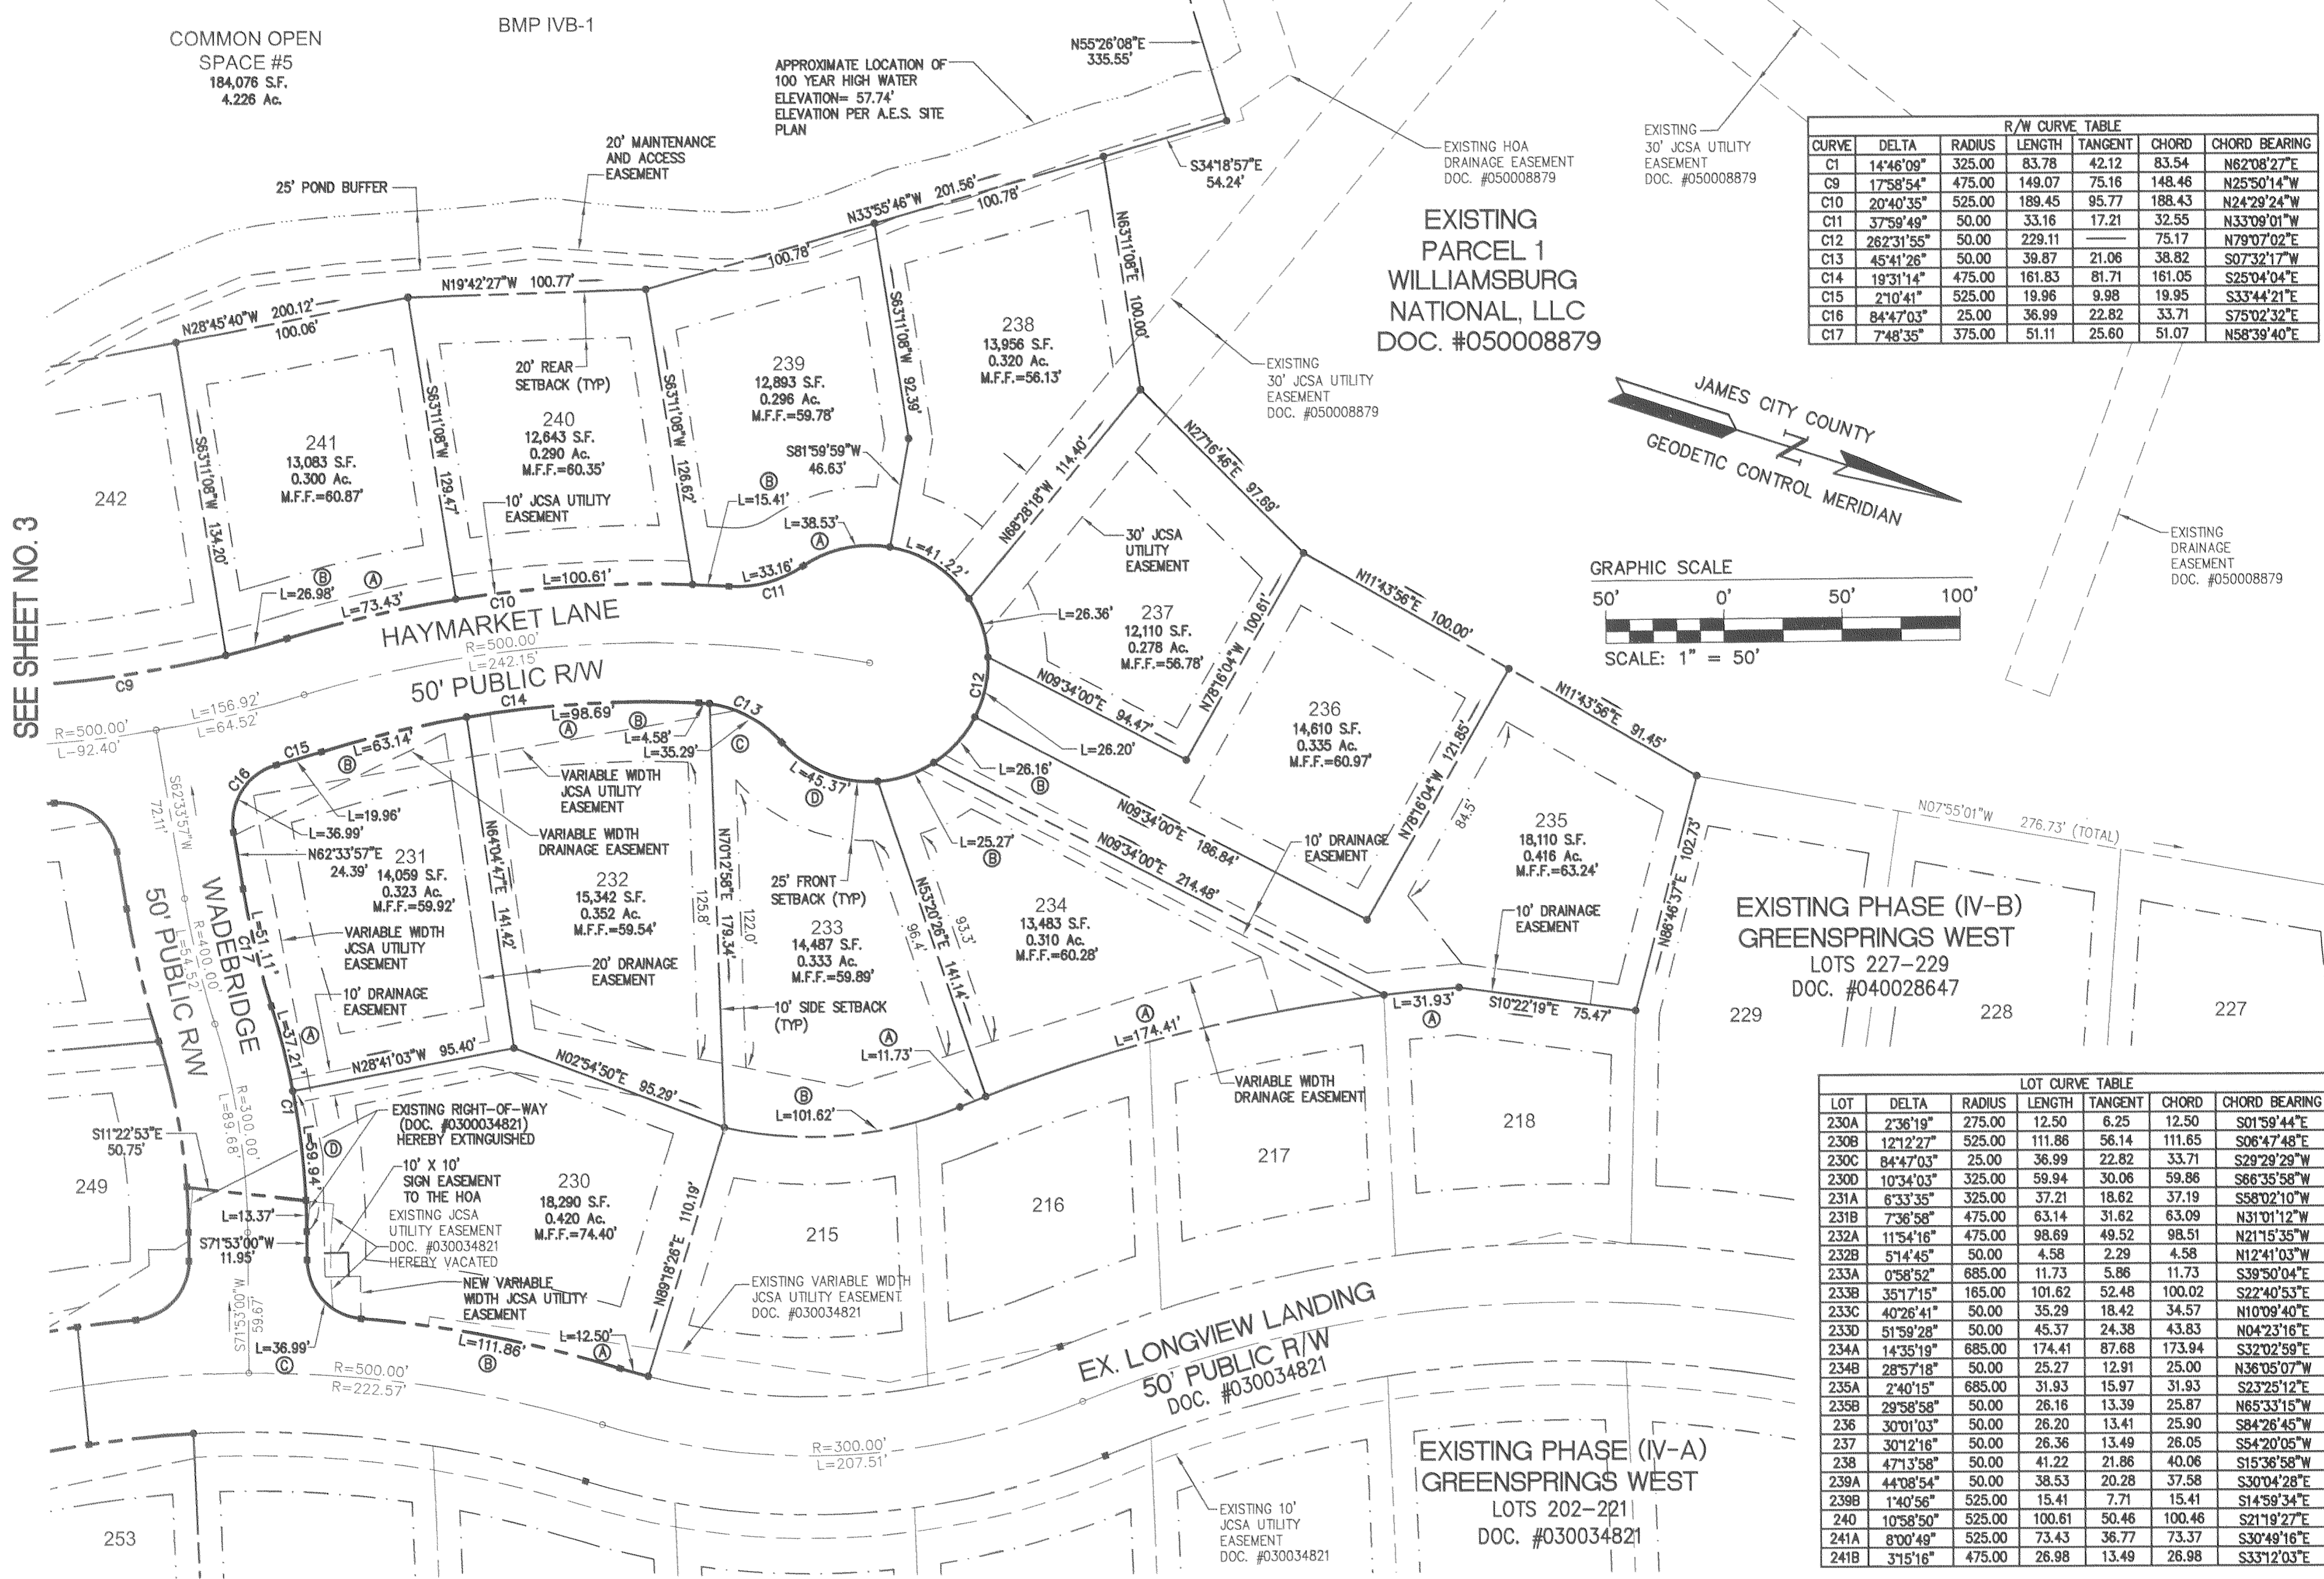 COMMON OPEN
SPACE #5
184,076 S.F.
4.226 Ac.
BMP IVB-1
APPROXIMATE LOCATION OF
100 YEAR HIGH WATER
ELEVATION= 57.74'
ELEVATION PER A.E.S. SITE
PLAN
N55°26'08"E
335.55'
20' MAINTENANCE
AND ACCESS
EASEMENT
25' POND BUFFER
S34°18'57"E
54.24'
EXISTING HOA
DRAINAGE EASEMENT
DOC. #050008879
EXISTING
30' JCSA UTILITY
EASEMENT
DOC. #050008879
R/W CURVE TABLE
CURVE DELTA RADIUS LENGTH TANGENT CHORD CHORD BEARING
C1 14°46'09" 325.00 83.78 42.12 83.54 N62°08'27"E
C9 17°58'54" 475.00 149.07 75.16 148.46 N25°50'14"W
C10 20°40'35" 525.00 189.45 95.77 188.43 N24°29'24"W
C11 37°59'49" 50.00 33.16 17.21 32.55 N33°09'01"W
C12 262°31'55" 50.00 229.11 —— 75.17 N79°07'02"E
C13 45°41'26" 50.00 39.87 21.06 38.82 S07°32'17"W
C14 19°31'14" 475.00 161.83 81.71 161.05 S25°04'04"E
C15 2°10'41" 525.00 19.96 9.98 19.95 S33°44'21"E
C16 84°47'03" 25.00 36.99 22.82 33.71 S75°02'32"E
C17 7°48'35" 375.00 51.11 25.60 51.07 N58°39'40"E
EXISTING
PARCEL 1
WILLIAMSBURG
NATIONAL, LLC
DOC. #050008879
N33°55'46"W 201.56'
100.78'
100.78'
N19°42'27"W 100.77'
N28°45'40"W 200.12'
100.06'
20' REAR
SETBACK (TYP)
N63°11'08"E 100.00'
S63°11'08"W 92.39'
S63°11'08"W 126.62'
S63°11'08"W 129.47'
S63°11'08"W 134.20'
238
13,956 S.F.
0.320 Ac.
M.F.F.=56.13'
239
12,893 S.F.
0.296 Ac.
M.F.F.=59.78'
240
12,643 S.F.
0.290 Ac.
M.F.F.=60.35'
241
13,083 S.F.
0.300 Ac.
M.F.F.=60.87'
242
S81°59'59"W
46.63'
EXISTING
30' JCSA UTILITY
EASEMENT
DOC. #050008879
JAMES CITY COUNTY
N
GEODETIC CONTROL MERIDIAN
EXISTING
DRAINAGE
EASEMENT
DOC. #050008879
GRAPHIC SCALE
50' 0' 50' 100'
SCALE: 1" = 50'
SEE SHEET NO. 3
10' JCSA UTILITY
EASEMENT
B
L=15.41'
L=38.53'
A
L=41.22'
L=33.16'
C11
L=100.61'
C10
B
A
L=26.98'
L=73.43'
C9
HAYMARKET LANE
R=500.00'
L=242.15'
50' PUBLIC R/W
N68°28'18"W 114.40'
N27°16'46"E 97.69'
30' JCSA
UTILITY
EASEMENT
L=26.36'
237
12,110 S.F.
0.278 Ac.
M.F.F.=56.78'
N78°16'04"W 100.61'
N09°34'00"E 94.47'
N11°43'56"E 100.00'
N11°43'56"E 91.45'
236
14,610 S.F.
0.335 Ac.
M.F.F.=60.97'
N78°16'04"W 121.85'
84.5'
235
18,110 S.F.
0.416 Ac.
M.F.F.=63.24'
N86°46'37"E 102.73'
N07°55'01"W 276.73' (TOTAL)
C12
L=26.20'
L=26.16'
B
N09°34'00"E 186.84'
N09°34'00"E 214.48'
10' DRAINAGE
EASEMENT
10' DRAINAGE
EASEMENT
L=25.27'
B
EXISTING PHASE (IV-B)
GREENSPRINGS WEST
LOTS 227-229
DOC. #040028647
229
228
227
R=500.00'
L-92.40'
L=156.92'
L=64.52'
C14
L=98.69'
A
B
L=4.58'
C13
L=35.29'
C
L=45.37'
D
C15
L=63.14'
B
C16
L=19.96'
L=36.99'
S62°33'57"W
72.11'
N62°33'57"E
24.39'
VARIABLE WIDTH
JCSA UTILITY
EASEMENT
VARIABLE WIDTH
DRAINAGE EASEMENT
231
14,059 S.F.
0.323 Ac.
M.F.F.=59.92'
VARIABLE WIDTH
JCSA UTILITY
EASEMENT
10' DRAINAGE
EASEMENT
N64°04'47"E 141.42'
232
15,342 S.F.
0.352 Ac.
M.F.F.=59.54'
20' DRAINAGE
EASEMENT
125.8'
N70°12'58"E 179.34'
122.0'
25' FRONT
SETBACK (TYP)
233
14,487 S.F.
0.333 Ac.
M.F.F.=59.89'
10' SIDE SETBACK
(TYP)
96.4'
N53°20'26"E 141.14'
93.3'
234
13,483 S.F.
0.310 Ac.
M.F.F.=60.28'
L=31.93'
A
S10°22'19"E 75.47'
A
L=174.41'
A
L=11.73'
B
L=101.62'
VARIABLE WIDTH
DRAINAGE EASEMENT
WADEBRIDGE
50' PUBLIC R/W
R=400.00'
L=54.52'
L=51.11'
C17
L=37.21'
A
N28°41'03"W 95.40'
N02°54'50"E 95.29'
C1
R=300.00'
L=89.68'
L=59.94'
D
EXISTING RIGHT-OF-WAY
(DOC. #0300034821)
HEREBY EXTINGUISHED
10' X 10'
SIGN EASEMENT
TO THE HOA
EXISTING JCSA
UTILITY EASEMENT
DOC. #030034821
HEREBY VACATED
NEW VARIABLE
WIDTH JCSA UTILITY
EASEMENT
S11°22'53"E
50.75'
L=13.37'
S71°53'00"W
11.95'
S71°53'00"W
59.67'
L=36.99'
C
249
253
230
18,290 S.F.
0.420 Ac.
M.F.F.=74.40'
N89°18'26"E 110.19'
L=12.50'
A
L=111.86'
B
215
216
217
218
EXISTING VARIABLE WIDTH
JCSA UTILITY EASEMENT
DOC. #030034821
R=500.00'
R=222.57'
R=300.00'
L=207.51'
EX. LONGVIEW LANDING
50' PUBLIC R/W
DOC. #030034821
EXISTING 10'
JCSA UTILITY
EASEMENT
DOC. #030034821
EXISTING PHASE (IV-A)
GREENSPRINGS WEST
LOTS 202-221
DOC. #030034821
LOT CURVE TABLE
LOT DELTA RADIUS LENGTH TANGENT CHORD CHORD BEARING
230A 2°36'19" 275.00 12.50 6.25 12.50 S01°59'44"E
230B 12°12'27" 525.00 111.86 56.14 111.65 S06°47'48"E
230C 84°47'03" 25.00 36.99 22.82 33.71 S29°29'29"W
230D 10°34'03" 325.00 59.94 30.06 59.86 S66°35'58"W
231A 6°33'35" 325.00 37.21 18.62 37.19 S58°02'10"W
231B 7°36'58" 475.00 63.14 31.62 63.09 N31°01'12"W
232A 11°54'16" 475.00 98.69 49.52 98.51 N21°15'35"W
232B 5°14'45" 50.00 4.58 2.29 4.58 N12°41'03"W
233A 0°58'52" 685.00 11.73 5.86 11.73 S39°50'04"E
233B 35°17'15" 165.00 101.62 52.48 100.02 S22°40'53"E
233C 40°26'41" 50.00 35.29 18.42 34.57 N10°09'40"E
233D 51°59'28" 50.00 45.37 24.38 43.83 N04°23'16"E
234A 14°35'19" 685.00 174.41 87.68 173.94 S32°02'59"E
234B 28°57'18" 50.00 25.27 12.91 25.00 N36°05'07"W
235A 2°40'15" 685.00 31.93 15.97 31.93 S23°25'12"E
235B 29°58'58" 50.00 26.16 13.39 25.87 N65°33'15"W
236 30°01'03" 50.00 26.20 13.41 25.90 S84°26'45"W
237 30°12'16" 50.00 26.36 13.49 26.05 S54°20'05"W
238 47°13'58" 50.00 41.22 21.86 40.06 S15°36'58"W
239A 44°08'54" 50.00 38.53 20.28 37.58 S30°04'28"E
239B 1°40'56" 525.00 15.41 7.71 15.41 S14°59'34"E
240 10°58'50" 525.00 100.61 50.46 100.46 S21°19'27"E
241A 8°00'49" 525.00 73.43 36.77 73.37 S30°49'16"E
241B 3°15'16" 475.00 26.98 13.49 26.98 S33°12'03"E